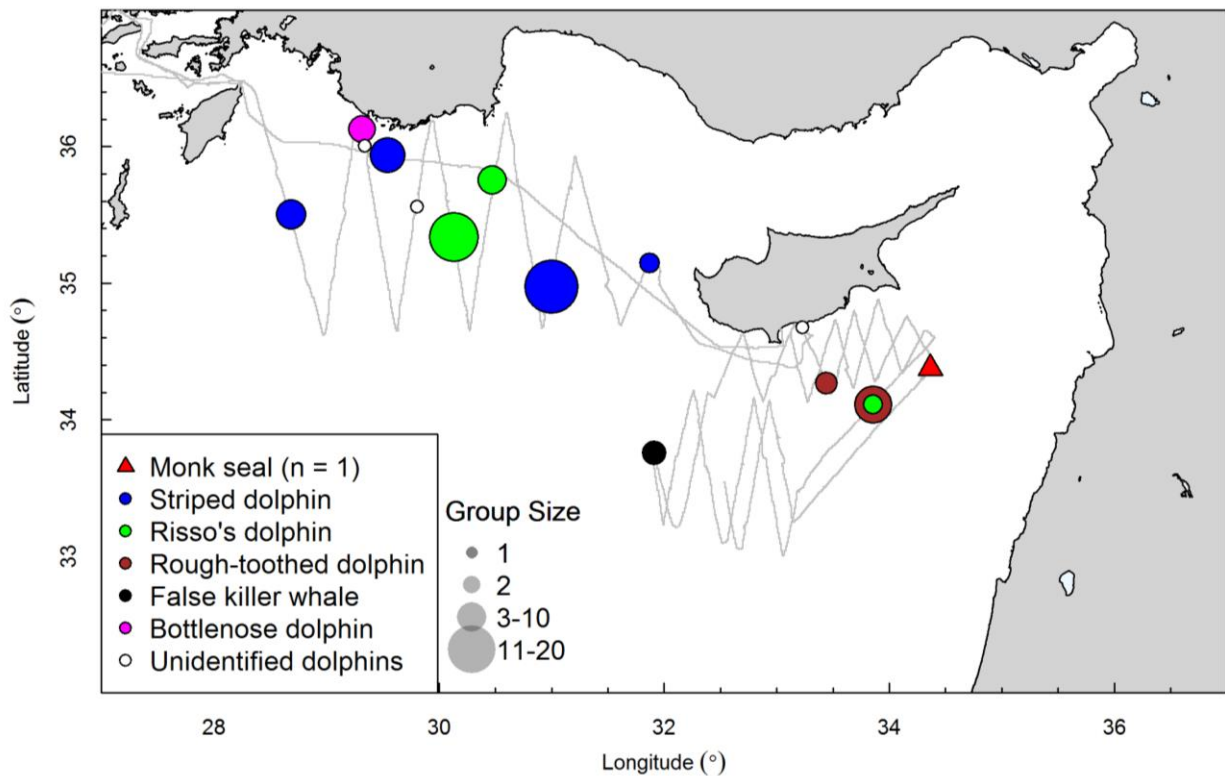 36
35
34
33
Latitude (°)
Monk seal (n = 1)
Striped dolphin
Risso's dolphin
Rough-toothed dolphin
False killer whale
Bottlenose dolphin
Unidentified dolphins
Group Size
1
2
3-10
11-20
28 30 32 34 36
Longitude (°)